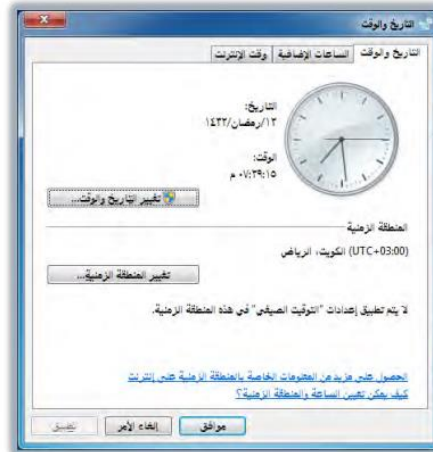 التاريخ والوقت
التاريخ والوقت الساعات الإضافية وقت الإنترنت
التاريخ:
١٢/رمضان/١٤٣٢
الوقت:
٠٧:٢٩:١٥ م
تغيير التاريخ والوقت...
المنطقة الزمنية
(UTC+03:00) الكويت، الرياض
تغيير المنطقة الزمنية...
لا يتم تطبيق إعدادات "التوقيت الصيفي" في هذه المنطقة الزمنية.
الحصول على مزيد من المعلومات الخاصة بالمنطقة الزمنية على إنترنت
كيف يمكن تعيين الساعة والمنطقة الزمنية؟
موافق إلغاء الأمر تطبيق